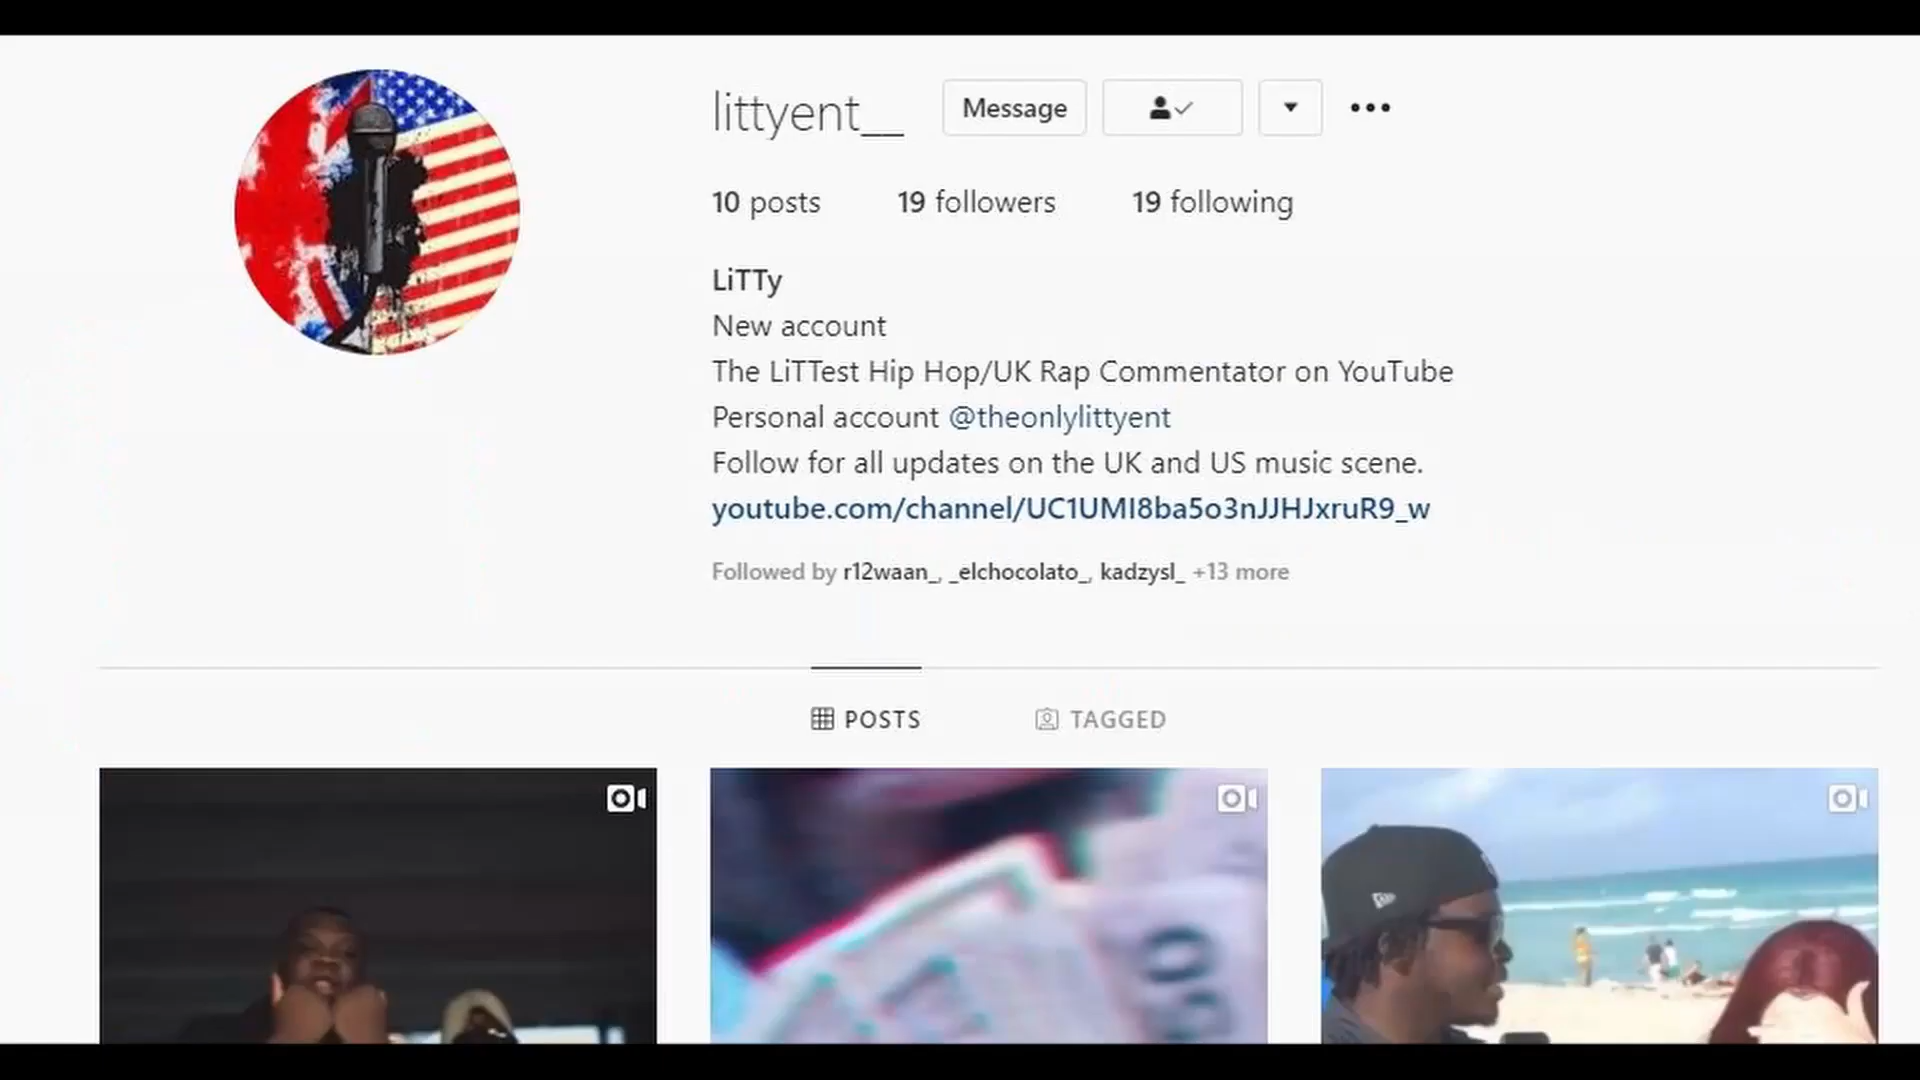 littyent__ Message
10 posts 19 followers 19 following
LiTTy
New account
The LiTTest Hip Hop/UK Rap Commentator on YouTube
Personal account @theonlylittyent
Follow for all updates on the UK and US music scene.
youtube.com/channel/UC1UMI8ba5o3nJJHJxruR9_w
Followed by r12waan_, _elchocolato_, kadzysl_ +13 more
POSTS TAGGED